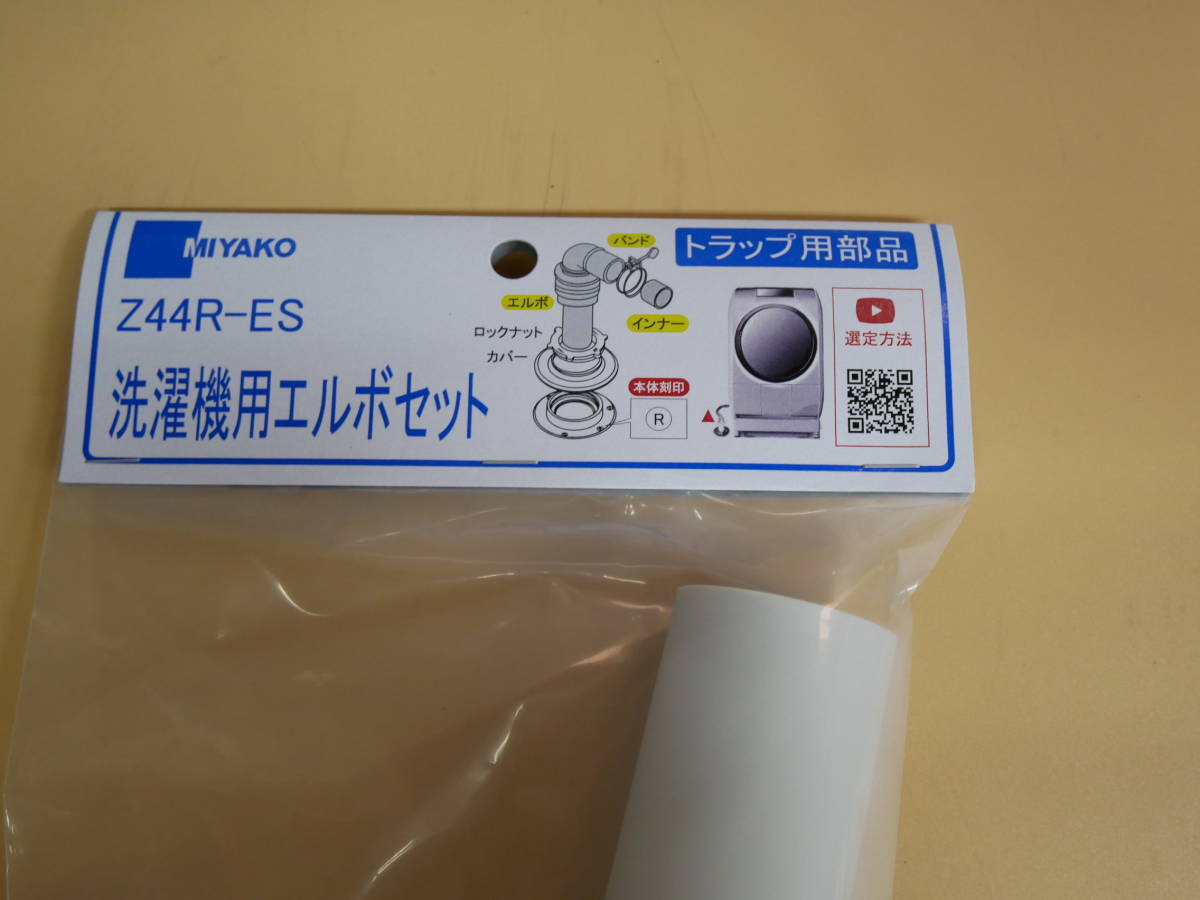 MIYAKO
Z44R-ES
洗濯機用エルボセット
バンド
エルボ
インナー
ロックナット
カバー
本体刻印
R
トラップ用部品
選定方法